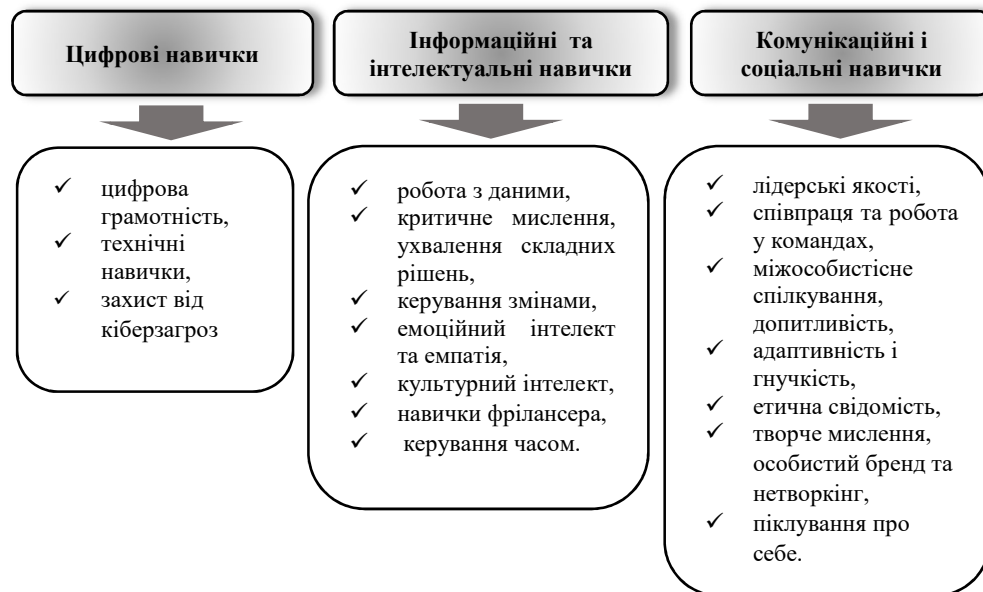 Цифрові навички
цифрова
грамотність,
технічні
навички,
захист від
кіберзагроз
Інформаційні та
інтелектуальні навички
робота з даними,
критичне мислення,
ухвалення складних
рішень,
керування змінами,
емоційний інтелект
та емпатія,
культурний інтелект,
навички фрілансера,
керування часом.
Комунікаційні і
соціальні навички
лідерські якості,
співпраця та робота
у командах,
міжособистісне
спілкування,
допитливість,
адаптивність і
гнучкість,
етична свідомість,
творче мислення,
особистий бренд та
нетворкінг,
піклування про
себе.